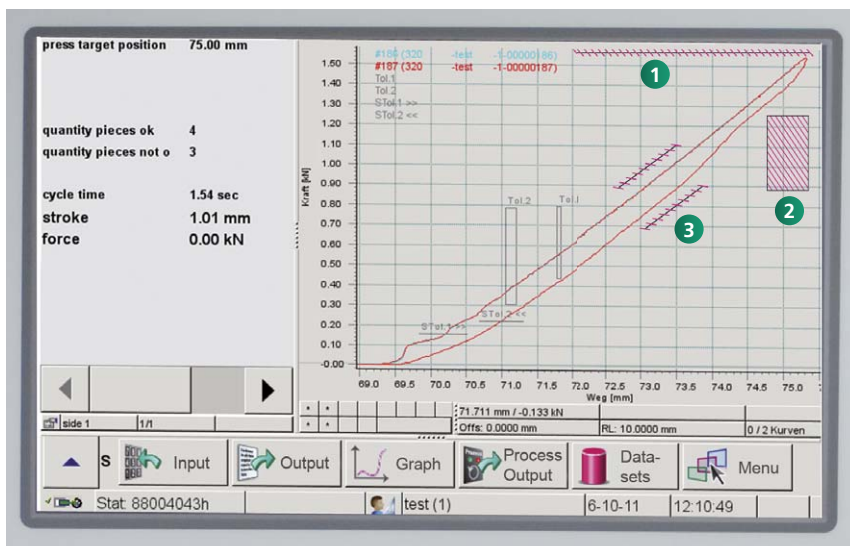 press target position 75.00 mm
quantity pieces ok 4
quantity pieces not o 3
cycle time 1.54 sec
stroke 1.01 mm
force 0.00 kN
#186 (320 -test -1-00000186)
#187 (320 -test -1-00000187)
Tol.1
Tol.2
STol.1 >>
STol.2 <<
1.50
1.40
1.30
1.20
1.10
1.00
0.90
0.80
0.70
0.60
0.50
0.40
0.30
0.20
0.10
-0.00
Kraft [kN]
1
2
3
Tol.2 Tol.1
STol.1 >> STol.2 <<
69.0 69.5 70.0 70.5 71.0 71.5 72.0 72.5 73.0 73.5 74.0 74.5 75.0
Weg [mm]
71.711 mm / -0.133 kN
Offs: 0.0000 mm RL: 10.0000 mm 0 / 2 Kurven
side 1 1/1
S Input Output Graph Process Output Data-sets Menu
Stat: 88004043h test (1) 6-10-11 12:10:49